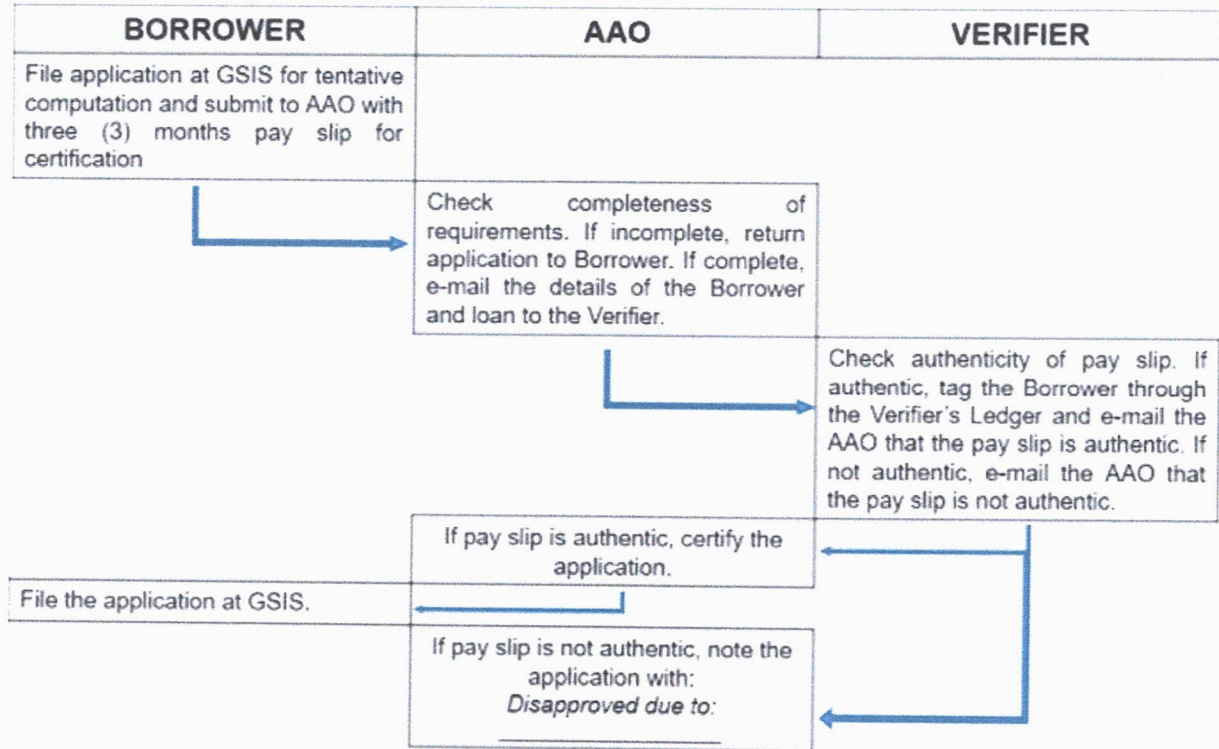 BORROWER
AAO
VERIFIER
File application at GSIS for tentative
computation and submit to AAO with
three (3) months pay slip for
certification
Check completeness of
requirements. If incomplete, return
application to Borrower. If complete,
e-mail the details of the Borrower
and loan to the Verifier.
Check authenticity of pay slip. If
authentic, tag the Borrower through
the Verifier's Ledger and e-mail the
AAO that the pay slip is authentic. If
not authentic, e-mail the AAO that
the pay slip is not authentic.
If pay slip is authentic, certify the
application.
File the application at GSIS.
If pay slip is not authentic, note the
application with:
Disapproved due to: